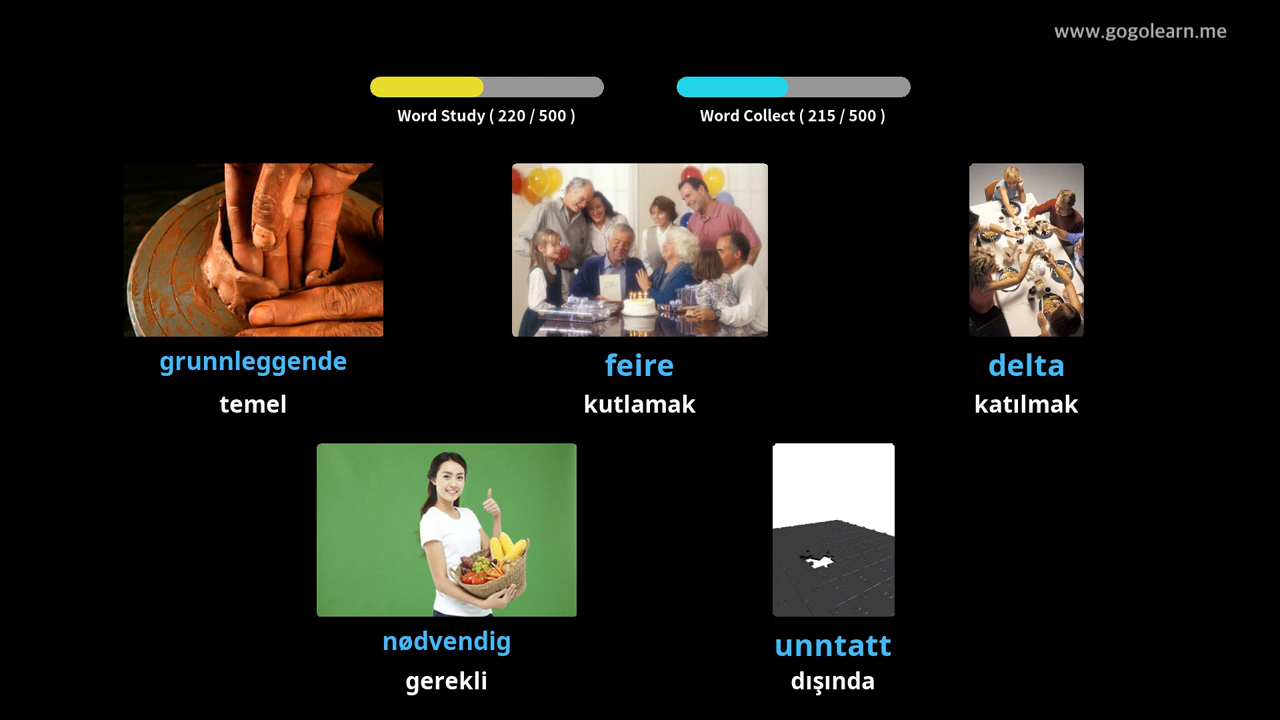 www.gogolearn.me
Word Study ( 220 / 500 )
Word Collect ( 215 / 500 )
grunnleggende
temel
feire
kutlamak
delta
katılmak
nødvendig
gerekli
unntatt
dışında